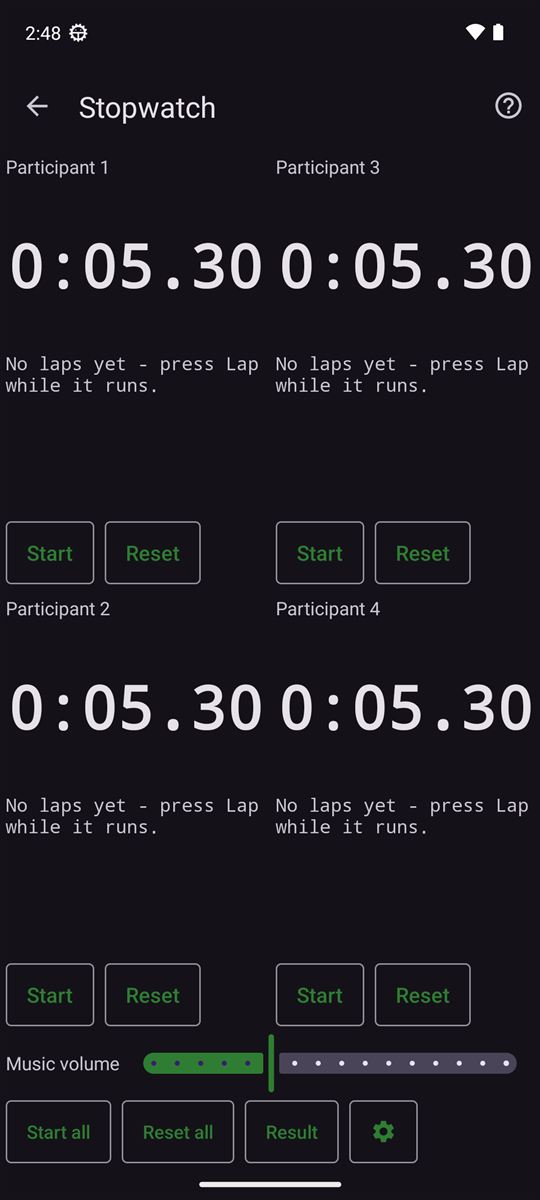 2:48
Stopwatch
Participant 1
0:05.30
No laps yet - press Lap
while it runs.
Start
Reset
Participant 3
0:05.30
No laps yet - press Lap
while it runs.
Start
Reset
Participant 2
0:05.30
No laps yet - press Lap
while it runs.
Start
Reset
Participant 4
0:05.30
No laps yet - press Lap
while it runs.
Start
Reset
Music volume
Start all
Reset all
Result